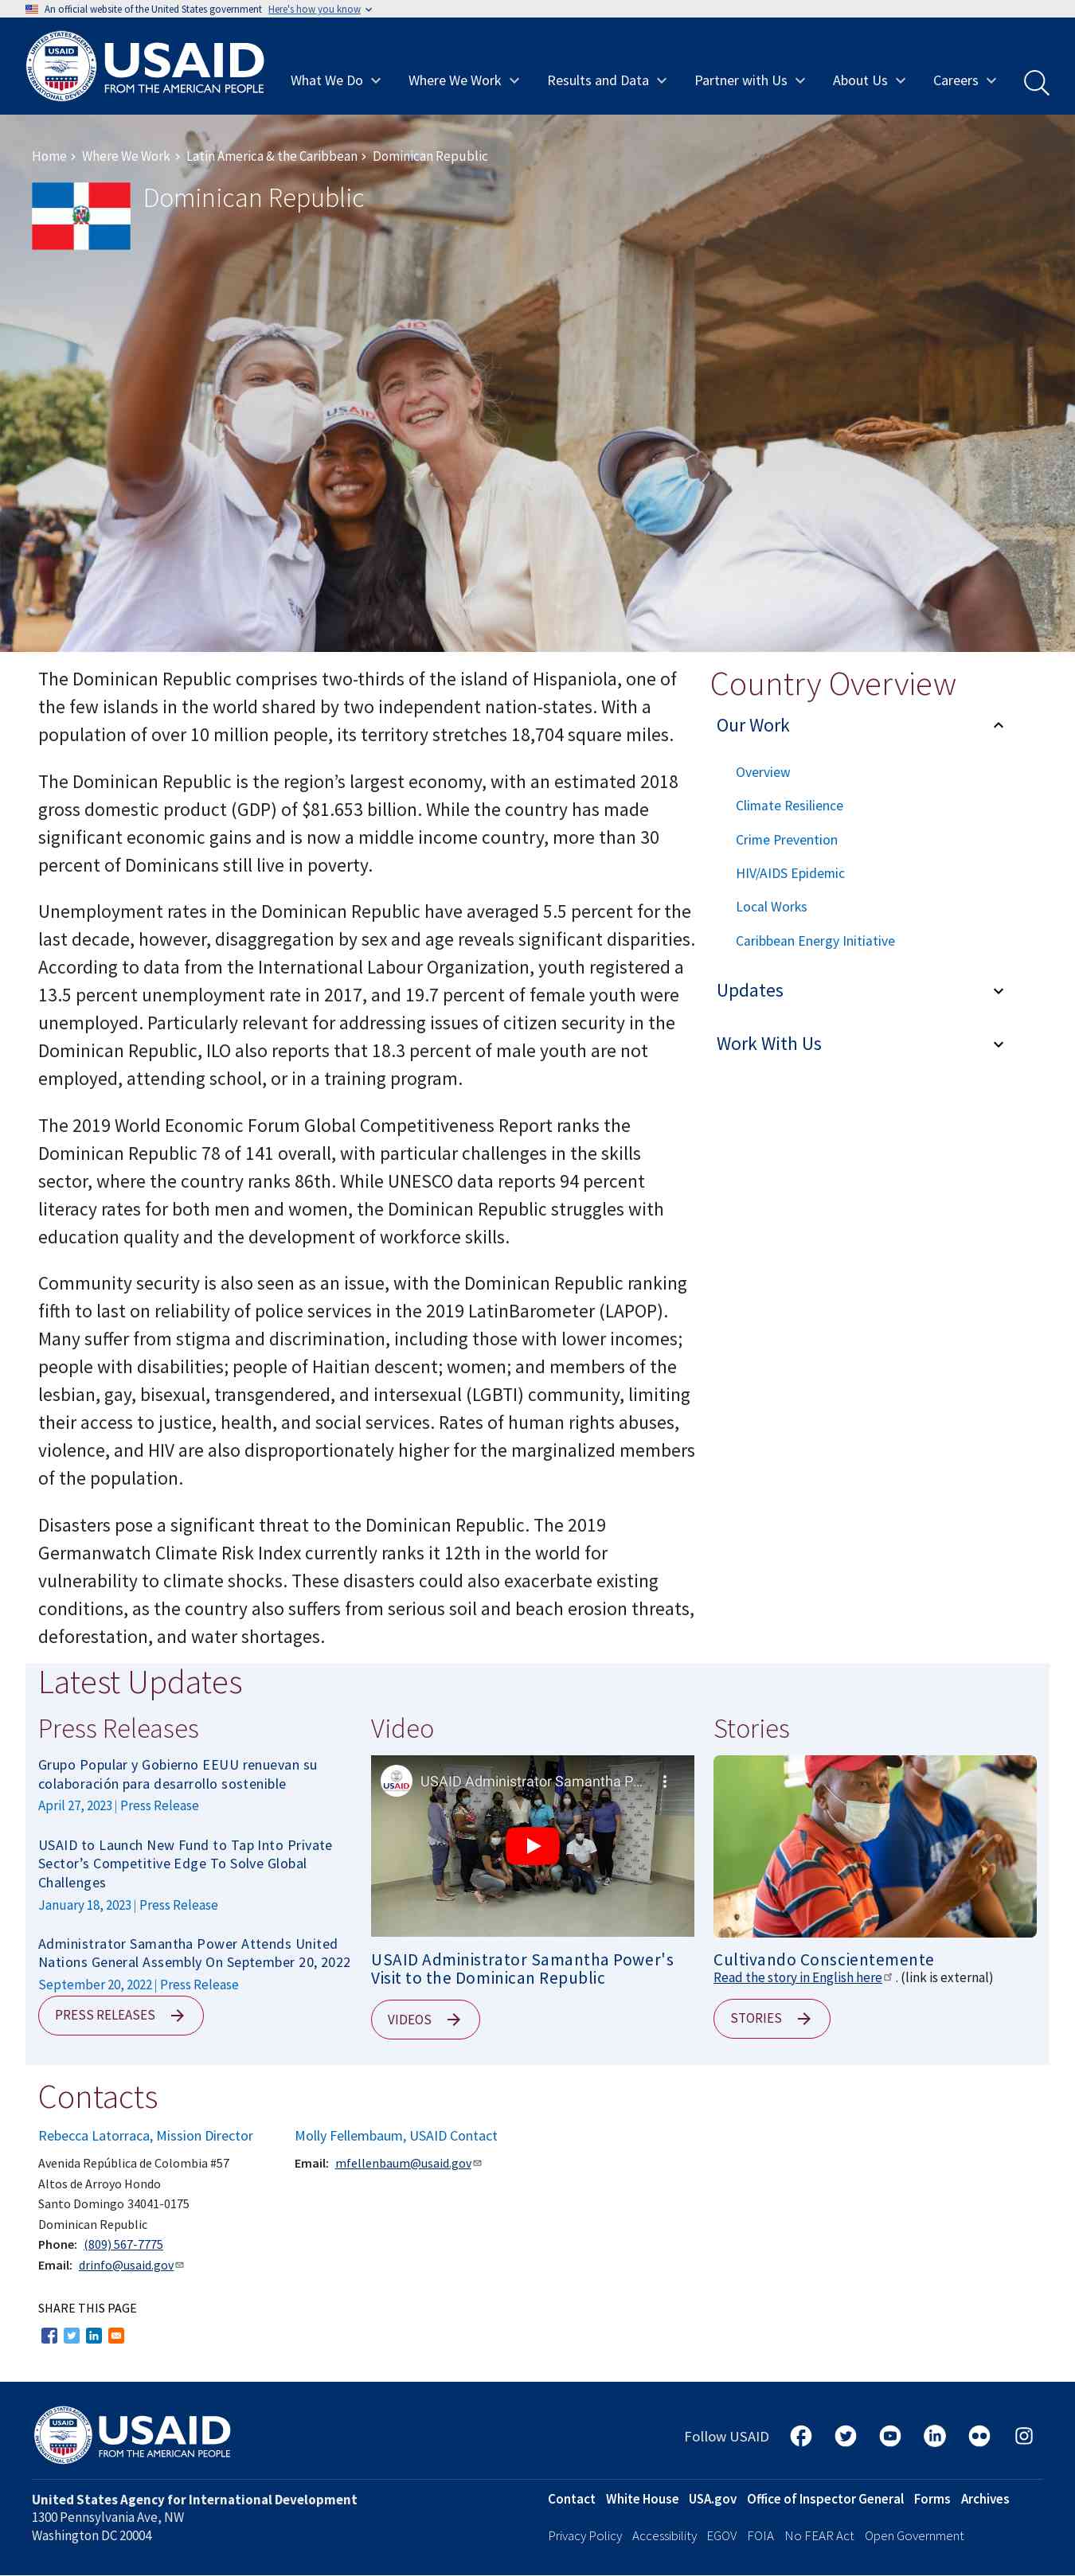 An official website of the United States government Here's how you know
USAID
FROM THE AMERICAN PEOPLE
What We Do
Where We Work
Results and Data
Partner with Us
About Us
Careers
Home > Where We Work > Latin America & the Caribbean > Dominican Republic
Dominican Republic
USAID
The Dominican Republic comprises two-thirds of the island of Hispaniola, one of
the few islands in the world shared by two independent nation-states. With a
population of over 10 million people, its territory stretches 18,704 square miles.
The Dominican Republic is the region’s largest economy, with an estimated 2018
gross domestic product (GDP) of $81.653 billion. While the country has made
significant economic gains and is now a middle income country, more than 30
percent of Dominicans still live in poverty.
Unemployment rates in the Dominican Republic have averaged 5.5 percent for the
last decade, however, disaggregation by sex and age reveals significant disparities.
According to data from the International Labour Organization, youth registered a
13.5 percent unemployment rate in 2017, and 19.7 percent of female youth were
unemployed. Particularly relevant for addressing issues of citizen security in the
Dominican Republic, ILO also reports that 18.3 percent of male youth are not
employed, attending school, or in a training program.
The 2019 World Economic Forum Global Competitiveness Report ranks the
Dominican Republic 78 of 141 overall, with particular challenges in the skills
sector, where the country ranks 86th. While UNESCO data reports 94 percent
literacy rates for both men and women, the Dominican Republic struggles with
education quality and the development of workforce skills.
Community security is also seen as an issue, with the Dominican Republic ranking
fifth to last on reliability of police services in the 2019 LatinBarometer (LAPOP).
Many suffer from stigma and discrimination, including those with lower incomes;
people with disabilities; people of Haitian descent; women; and members of the
lesbian, gay, bisexual, transgendered, and intersexual (LGBTI) community, limiting
their access to justice, health, and social services. Rates of human rights abuses,
violence, and HIV are also disproportionately higher for the marginalized members
of the population.
Disasters pose a significant threat to the Dominican Republic. The 2019
Germanwatch Climate Risk Index currently ranks it 12th in the world for
vulnerability to climate shocks. These disasters could also exacerbate existing
conditions, as the country also suffers from serious soil and beach erosion threats,
deforestation, and water shortages.
Country Overview
Our Work
Overview
Climate Resilience
Crime Prevention
HIV/AIDS Epidemic
Local Works
Caribbean Energy Initiative
Updates
Work With Us
Latest Updates
Press Releases
Grupo Popular y Gobierno EEUU renuevan su
colaboración para desarrollo sostenible
April 27, 2023 | Press Release
USAID to Launch New Fund to Tap Into Private
Sector’s Competitive Edge To Solve Global
Challenges
January 18, 2023 | Press Release
Administrator Samantha Power Attends United
Nations General Assembly On September 20, 2022
September 20, 2022 | Press Release
PRESS RELEASES
Video
USAID
USAID Administrator Samantha P...
USAID Administrator Samantha Power's
Visit to the Dominican Republic
VIDEOS
Stories
Cultivando Conscientemente
Read the story in English here . (link is external)
STORIES
Contacts
Rebecca Latorraca, Mission Director
Avenida República de Colombia #57
Altos de Arroyo Hondo
Santo Domingo 34041-0175
Dominican Republic
Phone: (809) 567-7775
Email: drinfo@usaid.gov
Molly Fellembaum, USAID Contact
Email: mfellenbaum@usaid.gov
SHARE THIS PAGE
USAID
FROM THE AMERICAN PEOPLE
Follow USAID
United States Agency for International Development
1300 Pennsylvania Ave, NW
Washington DC 20004
Contact White House USA.gov Office of Inspector General Forms Archives
Privacy Policy Accessibility EGOV FOIA No FEAR Act Open Government